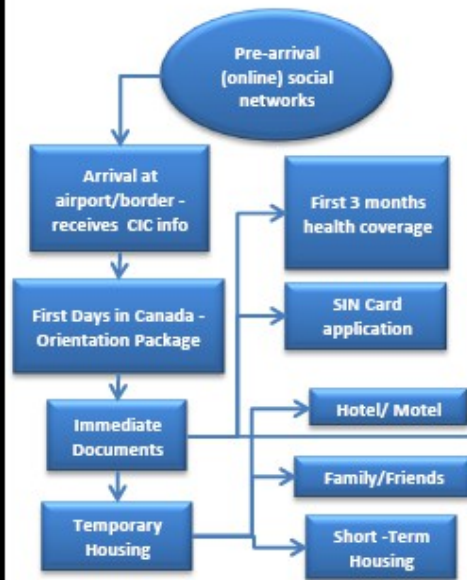 Pre-arrival
(online) social
networks
Arrival at
airport/border -
receives CIC info
First 3 months
health coverage
First Days in Canada -
Orientation Package
SIN Card
application
Immediate
Documents
Hotel/ Motel
Family/Friends
Temporary
Housing
Short -Term
Housing